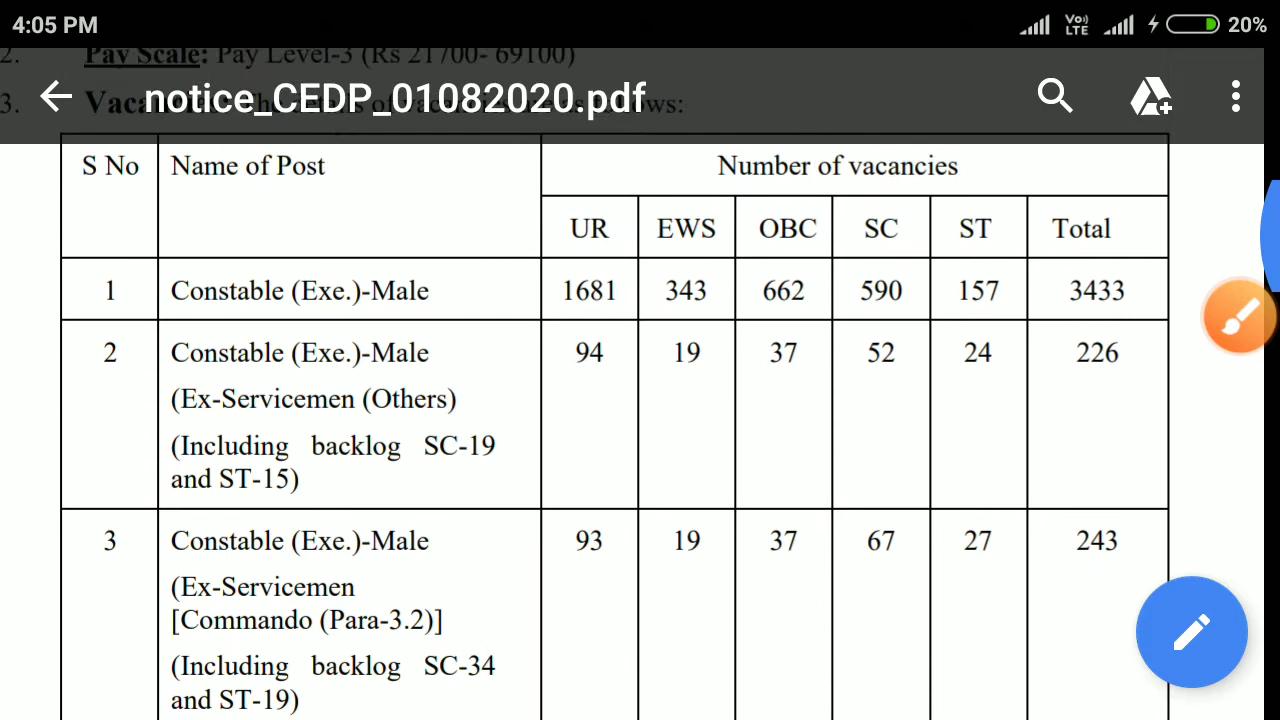 4:05 PM Vo)) LTE 20%
2. Pay Scale: Pay Level-3 (Rs 21700- 69100)
notice_CEDP_01082020.pdf
3.
S No Name of Post Number of vacancies
UR EWS OBC SC ST Total
1 Constable (Exe.)-Male 1681 343 662 590 157 3433
2 Constable (Exe.)-Male 94 19 37 52 24 226
(Ex-Servicemen (Others)
(Including backlog SC-19
and ST-15)
3 Constable (Exe.)-Male 93 19 37 67 27 243
(Ex-Servicemen
[Commando (Para-3.2)]
(Including backlog SC-34
and ST-19)